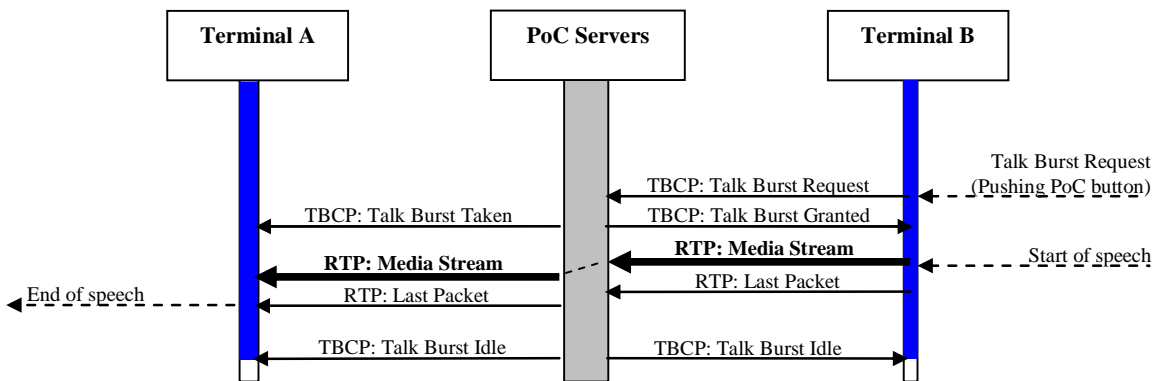 Terminal A
PoC Servers
Terminal B
Talk Burst Request
(Pushing PoC button)
TBCP: Talk Burst Request
TBCP: Talk Burst Taken
TBCP: Talk Burst Granted
RTP: Media Stream
Start of speech
RTP: Media Stream
RTP: Last Packet
End of speech
RTP: Last Packet
TBCP: Talk Burst Idle
TBCP: Talk Burst Idle